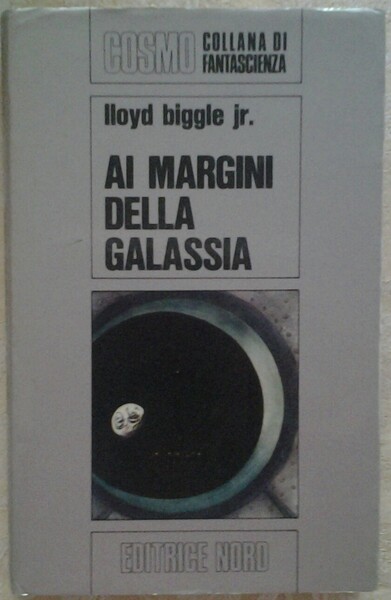 COSMO COLLANA DI
FANTASCIENZA
lloyd biggle jr.
AI MARGINI
DELLA
GALASSIA
EDITRICE NORD